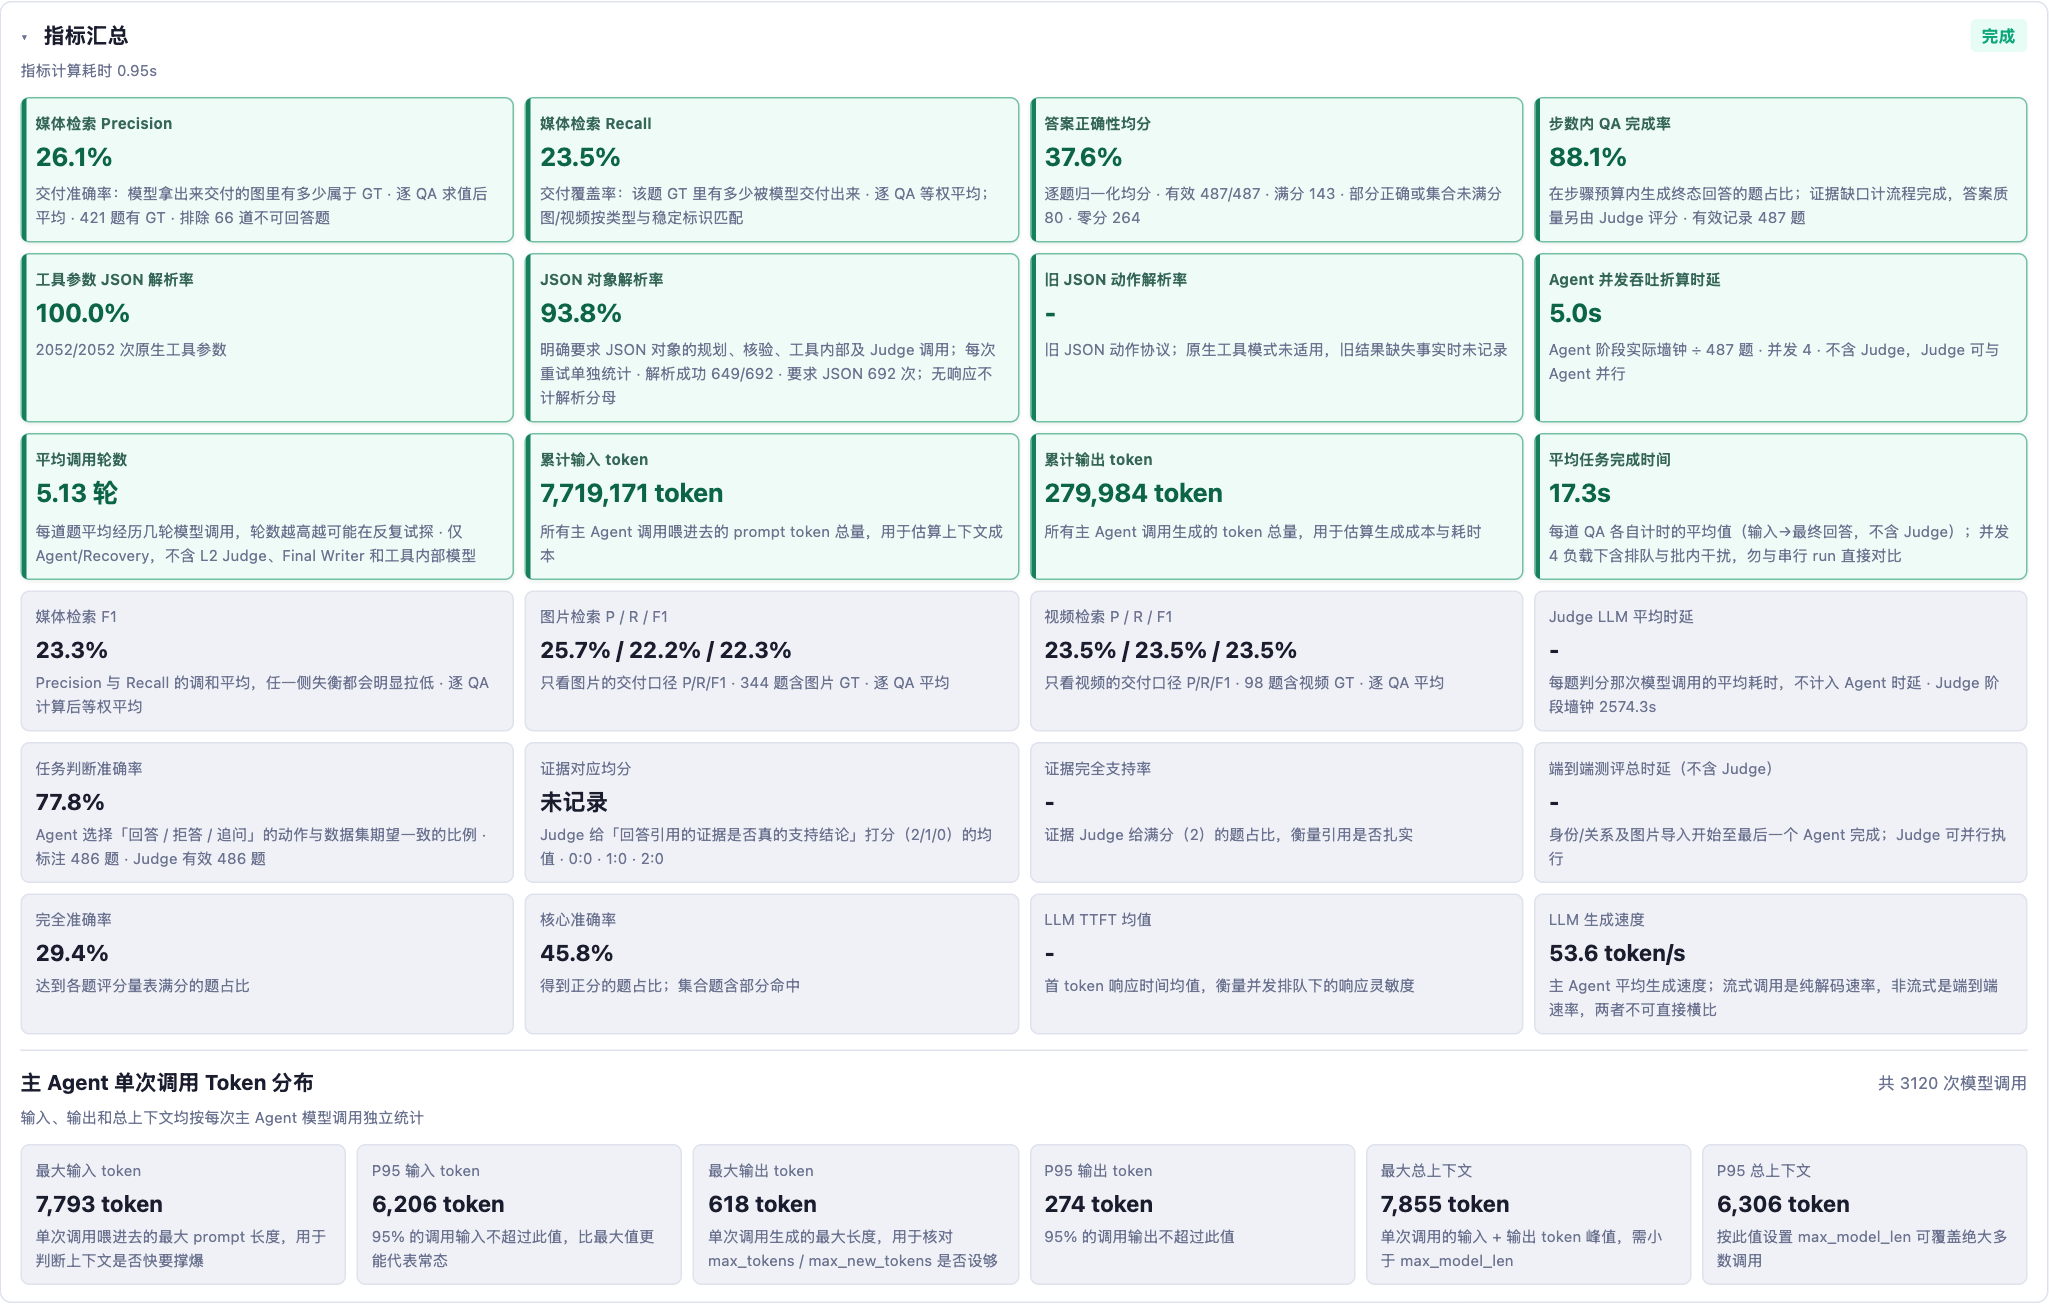 指标汇总
完成
指标计算耗时 0.95s
媒体检索 Precision
26.1%
交付准确率：模型拿出来交付的图里有多少属于 GT · 逐 QA 求值后
平均 · 421 题有 GT · 排除 66 道不可回答题
媒体检索 Recall
23.5%
交付覆盖率：该题 GT 里有多少被模型交付出来 · 逐 QA 等权平均；
图/视频按类型与稳定标识匹配
答案正确性均分
37.6%
逐题归一化均分 · 有效 487/487 · 满分 143 · 部分正确或集合未满分
80 · 零分 264
步数内 QA 完成率
88.1%
在步骤预算内生成终态回答的题占比；证据缺口计流程完成，答案质
量另由 Judge 评分 · 有效记录 487 题
工具参数 JSON 解析率
100.0%
2052/2052 次原生工具参数
JSON 对象解析率
93.8%
明确要求 JSON 对象的规划、核验、工具内部及 Judge 调用；每次
重试单独统计 · 解析成功 649/692 · 要求 JSON 692 次；无响应不
计解析分母
旧 JSON 动作解析率
-
旧 JSON 动作协议；原生工具模式未适用，旧结果缺失事实时未记录
Agent 并发吞吐折算时延
5.0s
Agent 阶段实际墙钟 ÷ 487 题 · 并发 4 · 不含 Judge，Judge 可与
Agent 并行
平均调用轮数
5.13 轮
每道题平均经历几轮模型调用，轮数越高越可能在反复试探 · 仅
Agent/Recovery，不含 L2 Judge、Final Writer 和工具内部模型
累计输入 token
7,719,171 token
所有主 Agent 调用喂进去的 prompt token 总量，用于估算上下文成
本
累计输出 token
279,984 token
所有主 Agent 调用生成的 token 总量，用于估算生成成本与耗时
平均任务完成时间
17.3s
每道 QA 各自计时的平均值（输入→最终回答，不含 Judge）；并发
4 负载下含排队与批内干扰，勿与串行 run 直接对比
媒体检索 F1
23.3%
Precision 与 Recall 的调和平均，任一侧失衡都会明显拉低 · 逐 QA
计算后等权平均
图片检索 P / R / F1
25.7% / 22.2% / 22.3%
只看图片的交付口径 P/R/F1 · 344 题含图片 GT · 逐 QA 平均
视频检索 P / R / F1
23.5% / 23.5% / 23.5%
只看视频的交付口径 P/R/F1 · 98 题含视频 GT · 逐 QA 平均
Judge LLM 平均时延
-
每题判分那次模型调用的平均耗时，不计入 Agent 时延 · Judge 阶
段墙钟 2574.3s
任务判断准确率
77.8%
Agent 选择「回答 / 拒答 / 追问」的动作与数据集期望一致的比例 ·
标注 486 题 · Judge 有效 486 题
证据对应均分
未记录
Judge 给「回答引用的证据是否真的支持结论」打分（2/1/0）的均
值 · 0:0 · 1:0 · 2:0
证据完全支持率
-
证据 Judge 给满分（2）的题占比，衡量引用是否扎实
端到端测评总时延（不含 Judge）
-
身份/关系及图片导入开始至最后一个 Agent 完成；Judge 可并行执
行
完全准确率
29.4%
达到各题评分量表满分的题占比
核心准确率
45.8%
得到正分的题占比；集合题含部分命中
LLM TTFT 均值
-
首 token 响应时间均值，衡量并发排队下的响应灵敏度
LLM 生成速度
53.6 token/s
主 Agent 平均生成速度；流式调用是纯解码速率，非流式是端到端
速率，两者不可直接横比
主 Agent 单次调用 Token 分布
共 3120 次模型调用
输入、输出和总上下文均按每次主 Agent 模型调用独立统计
最大输入 token
7,793 token
单次调用喂进去的最大 prompt 长度，用于
判断上下文是否快要撑爆
P95 输入 token
6,206 token
95% 的调用输入不超过此值，比最大值更
能代表常态
最大输出 token
618 token
单次调用生成的最大长度，用于核对
max_tokens / max_new_tokens 是否设够
P95 输出 token
274 token
95% 的调用输出不超过此值
最大总上下文
7,855 token
单次调用的输入 + 输出 token 峰值，需小
于 max_model_len
P95 总上下文
6,306 token
按此值设置 max_model_len 可覆盖绝大多
数调用